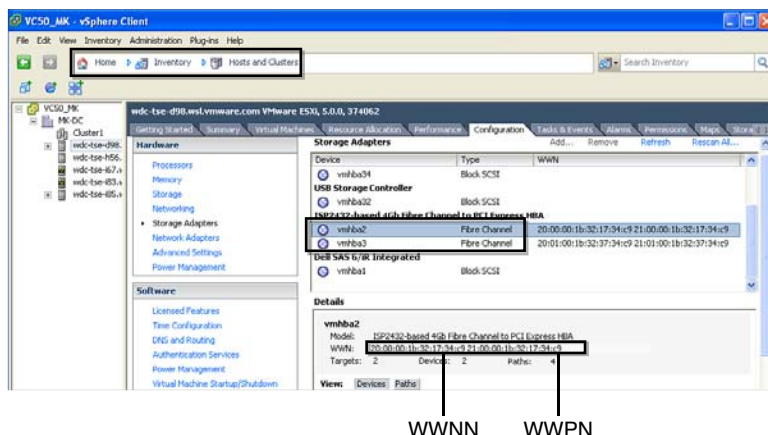 VC50_MK - vSphere Client
File Edit View Inventory Administration Plug-ins Help
Home Inventory Hosts and Clusters
Search Inventory
VC50_MK
MK-DC
Cluster1
wdc-tse-d98.
wdc-tse-h56.
wdc-tse-i67.
wdc-tse-i83.
wdc-tse-i85.
wdc-tse-d98.wsl.vmware.com VMware ESXi, 5.0.0, 374062
Getting Started Summary Virtual Machines Resource Allocation Performance Configuration Tasks & Events Alarms Permissions Maps Stora
Hardware
Processors
Memory
Storage
Networking
Storage Adapters
Network Adapters
Advanced Settings
Power Management
Software
Licensed Features
Time Configuration
DNS and Routing
Authentication Services
Power Management
Virtual Machine Startup/Shutdown
Storage Adapters Add... Remove Refresh Rescan Al...
Device Type WWN
vmhba34 Block SCSI
USB Storage Controller
vmhba32 Block SCSI
ISP2432-based 4Gb Fibre Channel to PCI Express HBA
vmhba2 Fibre Channel 20:00:00:1b:32:17:34:c9 21:00:00:1b:32:17:34:c9
vmhba3 Fibre Channel 20:01:00:1b:32:37:34:c9 21:01:00:1b:32:37:34:c9
Dell SAS 6/iR Integrated
vmhba1 Block SCSI
Details
vmhba2
Model: ISP2432-based 4Gb Fibre Channel to PCI Express HBA
WWN: 20:00:00:1b:32:17:34:c9 21:00:00:1b:32:17:34:c9
Targets: 2 Devices: 2 Paths: 4
View: Devices Paths
WWNN WWPN